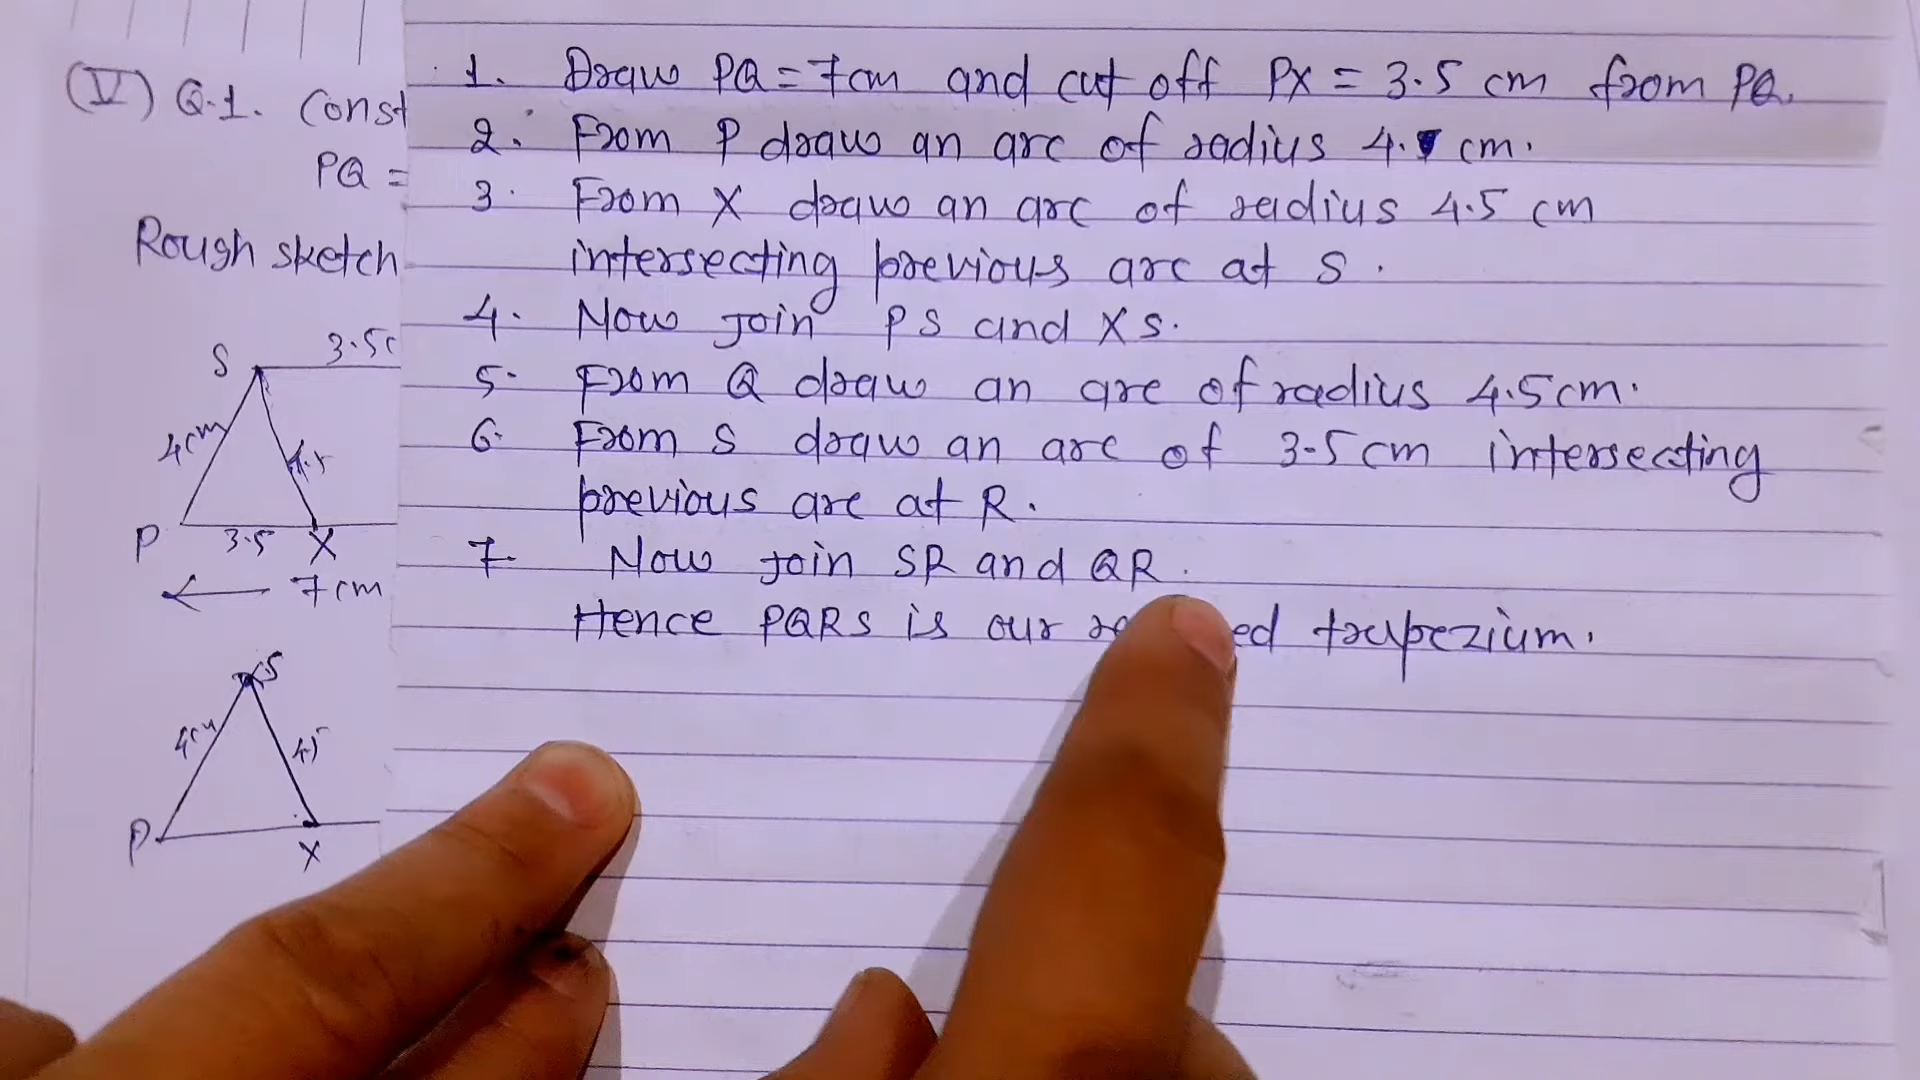 (V) Q.1. Const
PQ =
Rough sketch
S 3.5c
4cm
P 3.5 X
7cm
S
4cm 4.5
P X
1. Draw PQ = 7cm and cut off PX = 3.5 cm from PQ.
2. From P draw an arc of radius 4. cm.
3. From X draw an arc of radius 4.5 cm
intersecting previous arc at S.
4. Now join PS and XS.
5. From Q draw an arc of radius 4.5cm.
6. From S draw an arc of 3.5cm intersecting
previous arc at R.
7. Now join SR and QR.
Hence PQRS is our trapezium.